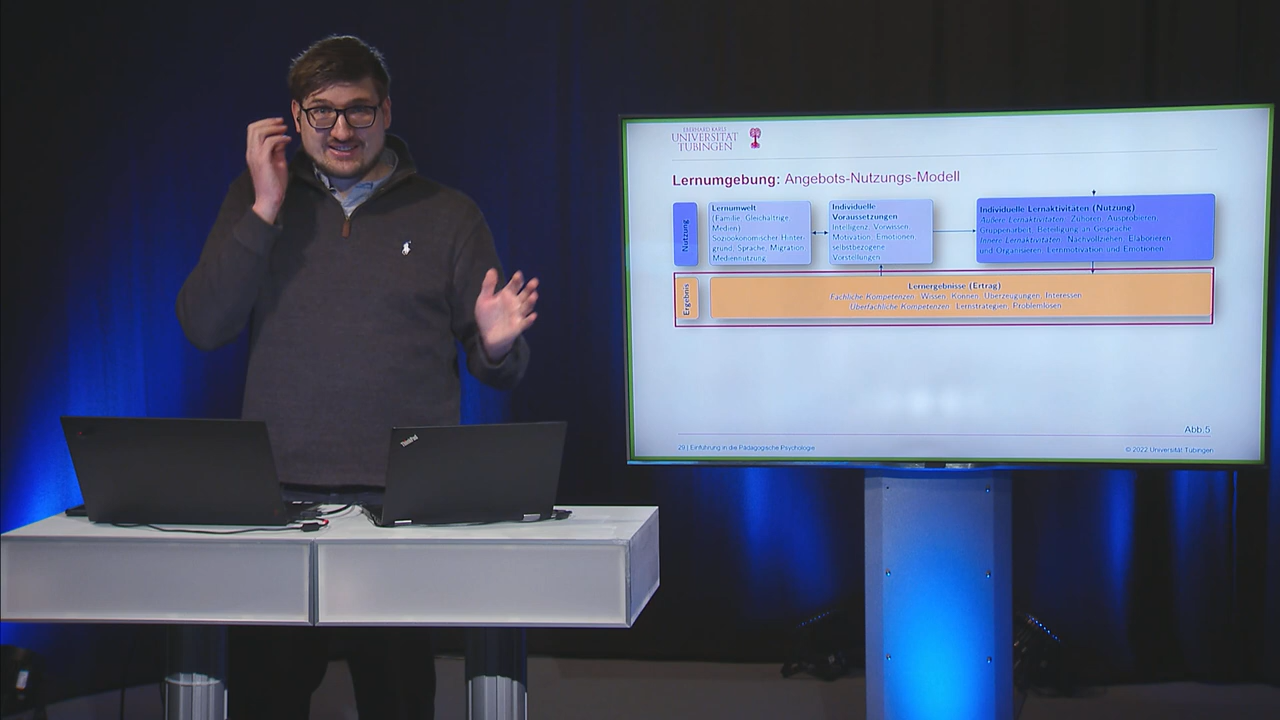 EBERHARD KARLS
UNIVERSITÄT
TÜBINGEN
Lernumgebung: Angebots-Nutzungs-Modell
Nutzung
Lernumwelt
(Familie, Gleichaltrige,
Medien)
Sozioökonomischer Hinter-
grund, Sprache, Migration,
Mediennutzung
Individuelle
Voraussetzungen
Intelligenz, Vorwissen
Motivation, Emotionen,
selbstbezogene
Vorstellungen
Individuelle Lernaktivitäten (Nutzung)
Äußere Lernaktivitäten: Zuhören, Ausprobieren,
Gruppenarbeit, Beteiligung an Gespräche
Innere Lernaktivitäten: Nachvollziehen, Elaborieren
und Organisieren, Lernmotivation und Emotionen
Ergebnis
Lernergebnisse (Ertrag)
Fachliche Kompetenzen: Wissen, Können, Überzeugungen, Interessen
Überfachliche Kompetenzen: Lernstrategien, Problemlösen
Abb.5
29 | Einführung in die Pädagogische Psychologie
© 2022 Universität Tübingen
ThinkPad